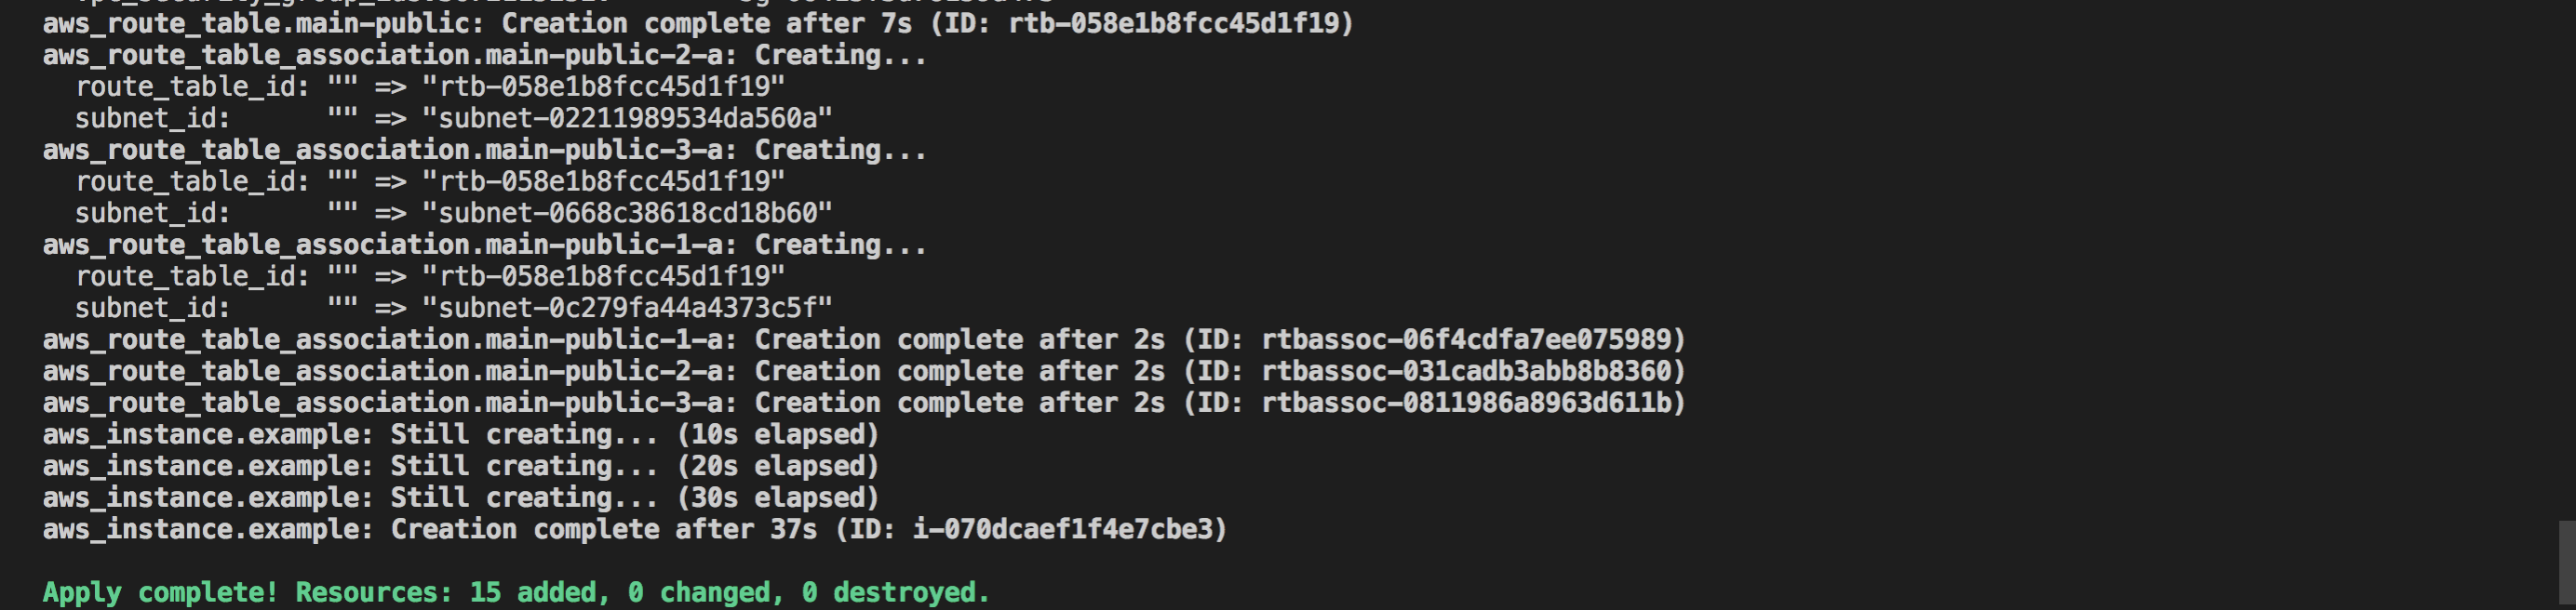 aws_route_table.main-public: Creation complete after 7s (ID: rtb-058e1b8fcc45d1f19)
aws_route_table_association.main-public-2-a: Creating...
  route_table_id: "" => "rtb-058e1b8fcc45d1f19"
  subnet_id:      "" => "subnet-02211989534da560a"
aws_route_table_association.main-public-3-a: Creating...
  route_table_id: "" => "rtb-058e1b8fcc45d1f19"
  subnet_id:      "" => "subnet-0668c38618cd18b60"
aws_route_table_association.main-public-1-a: Creating...
  route_table_id: "" => "rtb-058e1b8fcc45d1f19"
  subnet_id:      "" => "subnet-0c279fa44a4373c5f"
aws_route_table_association.main-public-1-a: Creation complete after 2s (ID: rtbassoc-06f4cdfa7ee075989)
aws_route_table_association.main-public-2-a: Creation complete after 2s (ID: rtbassoc-031cadb3abb8b8360)
aws_route_table_association.main-public-3-a: Creation complete after 2s (ID: rtbassoc-0811986a8963d611b)
aws_instance.example: Still creating... (10s elapsed)
aws_instance.example: Still creating... (20s elapsed)
aws_instance.example: Still creating... (30s elapsed)
aws_instance.example: Creation complete after 37s (ID: i-070dcaef1f4e7cbe3)
Apply complete! Resources: 15 added, 0 changed, 0 destroyed.